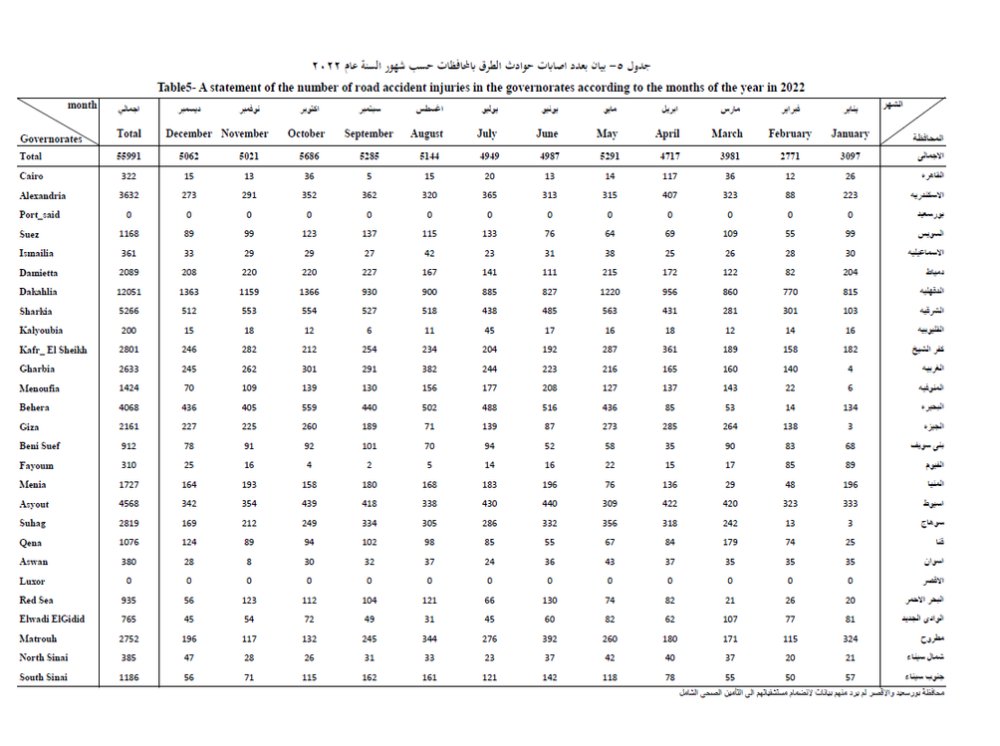 جدول ٥- بيان بعدد اصابات حوادث الطرق بالمحافظات حسب شهور السنة عام ٢٠٢٢
Table5- A statement of the number of road accident injuries in the governorates according to the months of the year in 2022
month اجمالي ديسمبر نوفمبر اكتوبر سبتمبر اغسطس يوليو يونيو مايو ابريل مارس فبراير يناير الشهر
Governorates Total December November October September August July June May April March February January المحافظة
Total 55991 5062 5021 5686 5285 5144 4949 4987 5291 4717 3981 2771 3097 الاجمالى
Cairo 322 15 13 36 5 15 20 13 14 117 36 12 26 القاهره
Alexandria 3632 273 291 352 362 320 365 313 315 407 323 88 223 الاسكندريه
Port_said 0 0 0 0 0 0 0 0 0 0 0 0 0 بورسعيد
Suez 1168 89 99 123 137 115 133 76 64 69 109 55 99 السويس
Ismailia 361 33 29 29 27 42 23 31 38 25 26 28 30 الاسماعيليه
Damietta 2089 208 220 220 227 167 141 111 215 172 122 82 204 دمياط
Dakahlia 12051 1363 1159 1366 930 900 885 827 1220 956 860 770 815 الدقهليه
Sharkia 5266 512 553 554 527 518 438 485 563 431 281 301 103 الشرقيه
Kalyoubia 200 15 18 12 6 11 45 17 16 18 12 14 16 القليوبيه
Kafr_ El Sheikh 2801 246 282 212 254 234 204 192 287 361 189 158 182 كفر الشيخ
Gharbia 2633 245 262 301 291 382 244 223 216 165 160 140 4 الغربيه
Menoufia 1424 70 109 139 130 156 177 208 127 137 143 22 6 المنوفيه
Behera 4068 436 405 559 440 502 488 516 436 85 53 14 134 البحيره
Giza 2161 227 225 260 189 71 139 87 273 285 264 138 3 الجيزه
Beni Suef 912 78 91 92 101 70 94 52 58 35 90 83 68 بنى سويف
Fayoum 310 25 16 4 2 5 14 16 22 15 17 85 89 الفيوم
Menia 1727 164 193 158 180 168 183 196 76 136 29 48 196 المنيا
Asyout 4568 342 354 439 418 338 430 440 309 422 420 323 333 اسيوط
Suhag 2819 169 212 249 334 305 286 332 356 318 242 13 3 سوهاج
Qena 1076 124 89 94 102 98 85 55 67 84 179 74 25 قنا
Aswan 380 28 8 30 32 37 24 36 43 37 35 35 35 اسوان
Luxor 0 0 0 0 0 0 0 0 0 0 0 0 0 الاقصر
Red Sea 935 56 123 112 104 121 66 130 74 82 21 26 20 البحر الاحمر
Elwadi ElGidid 765 45 54 72 49 31 45 60 82 62 107 77 81 الوادى الجديد
Matrouh 2752 196 117 132 245 344 276 392 260 180 171 115 324 مطروح
North Sinai 385 47 28 26 31 33 23 37 42 40 37 20 21 شمال سيناء
South Sinai 1186 56 71 115 162 161 121 142 118 78 55 50 57 جنوب سيناء
محافظة بورسعيد والاقصر لم يرد منهم بيانات لانضمام مستشفياتهم الى التأمين الصحى الشامل